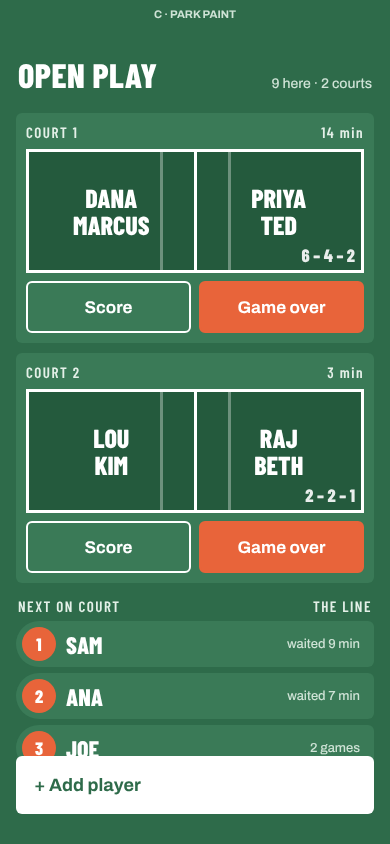 C · PARK PAINT
OPEN PLAY
9 here · 2 courts
COURT 1
14 min
DANA
MARCUS
PRIYA
TED
6-4-2
Score
Game over
COURT 2
3 min
LOU
KIM
RAJ
BETH
2-2-1
Score
Game over
NEXT ON COURT
THE LINE
1
SAM
waited 9 min
2
ANA
waited 7 min
3
JOE
2 games
+ Add player